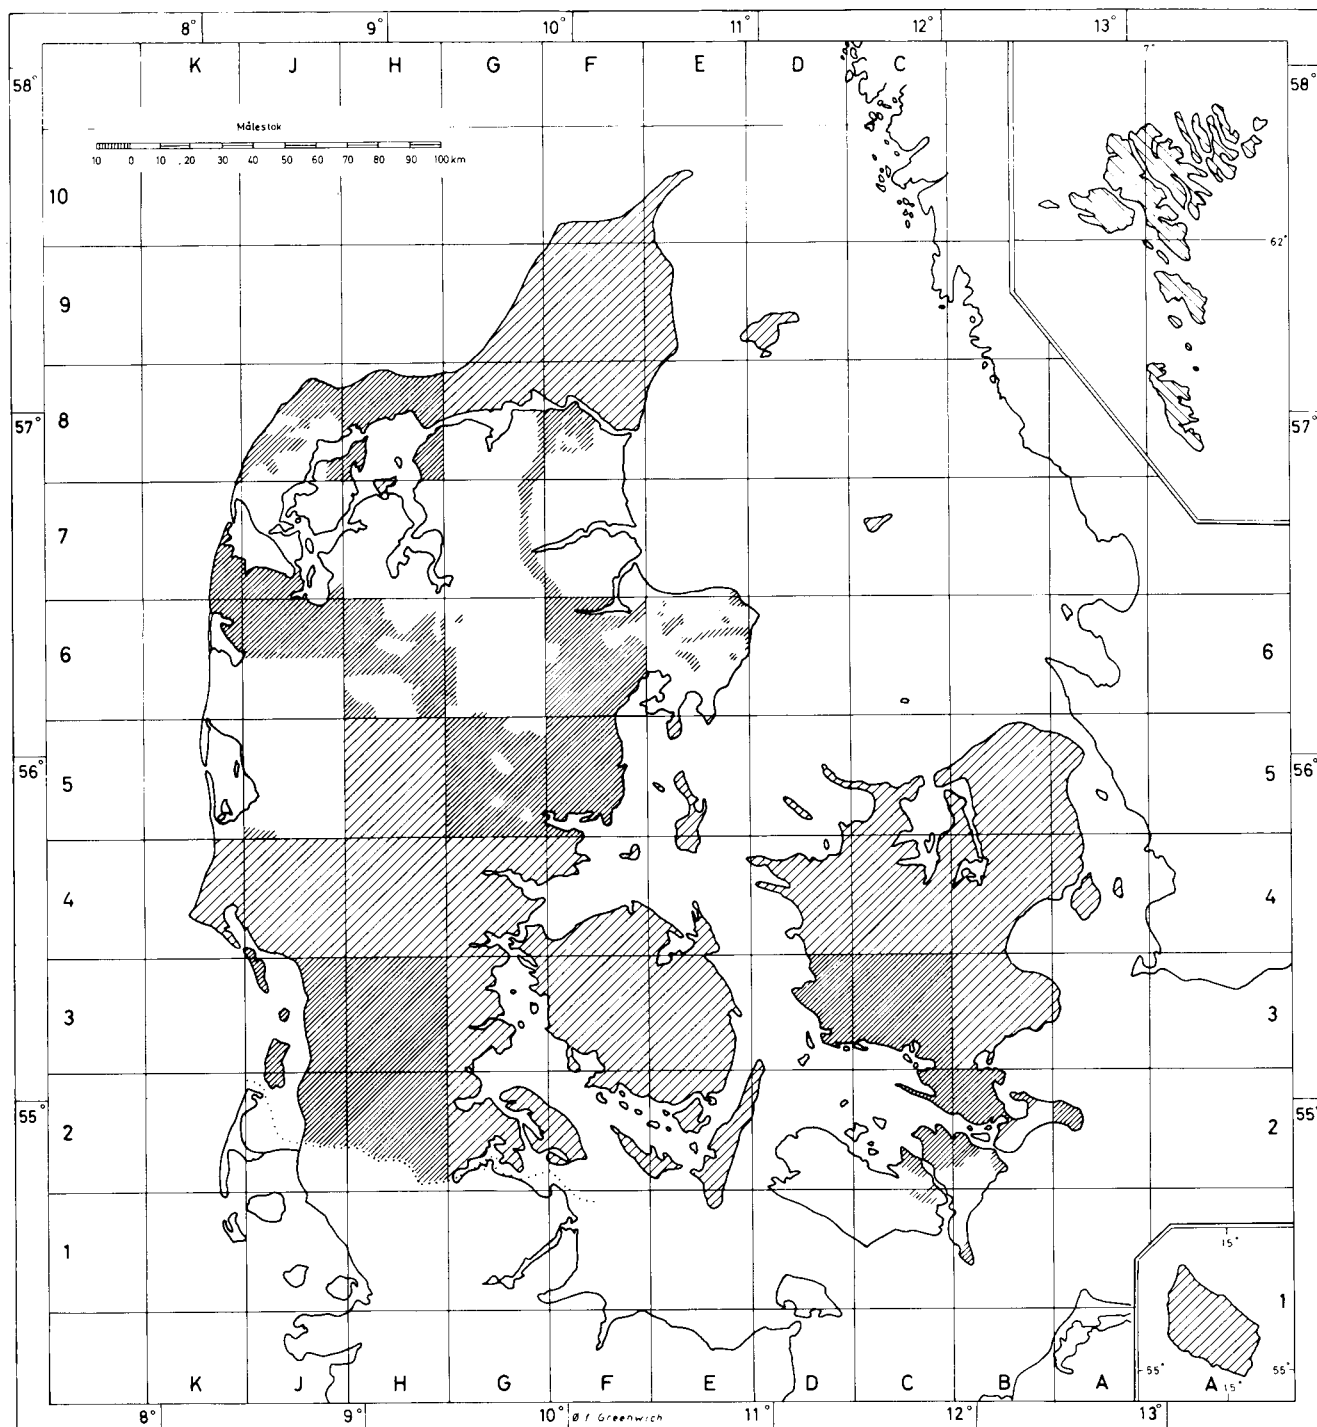 8° 9° 10° 11° 12° 13°
K J H G F E D C 7°
58° 58°
Målestok
10 0 10 20 30 40 50 60 70 80 90 100 km
10
62°
9
57° 8 57°
7
6 6
56° 5 5 56°
4 4
3 3
55° 2 2 55°
15°
1 1
55° 55°
K J H G F E D C B A A 15°
8° 9° 10° Ø f Greenwich 11° 12° 13°